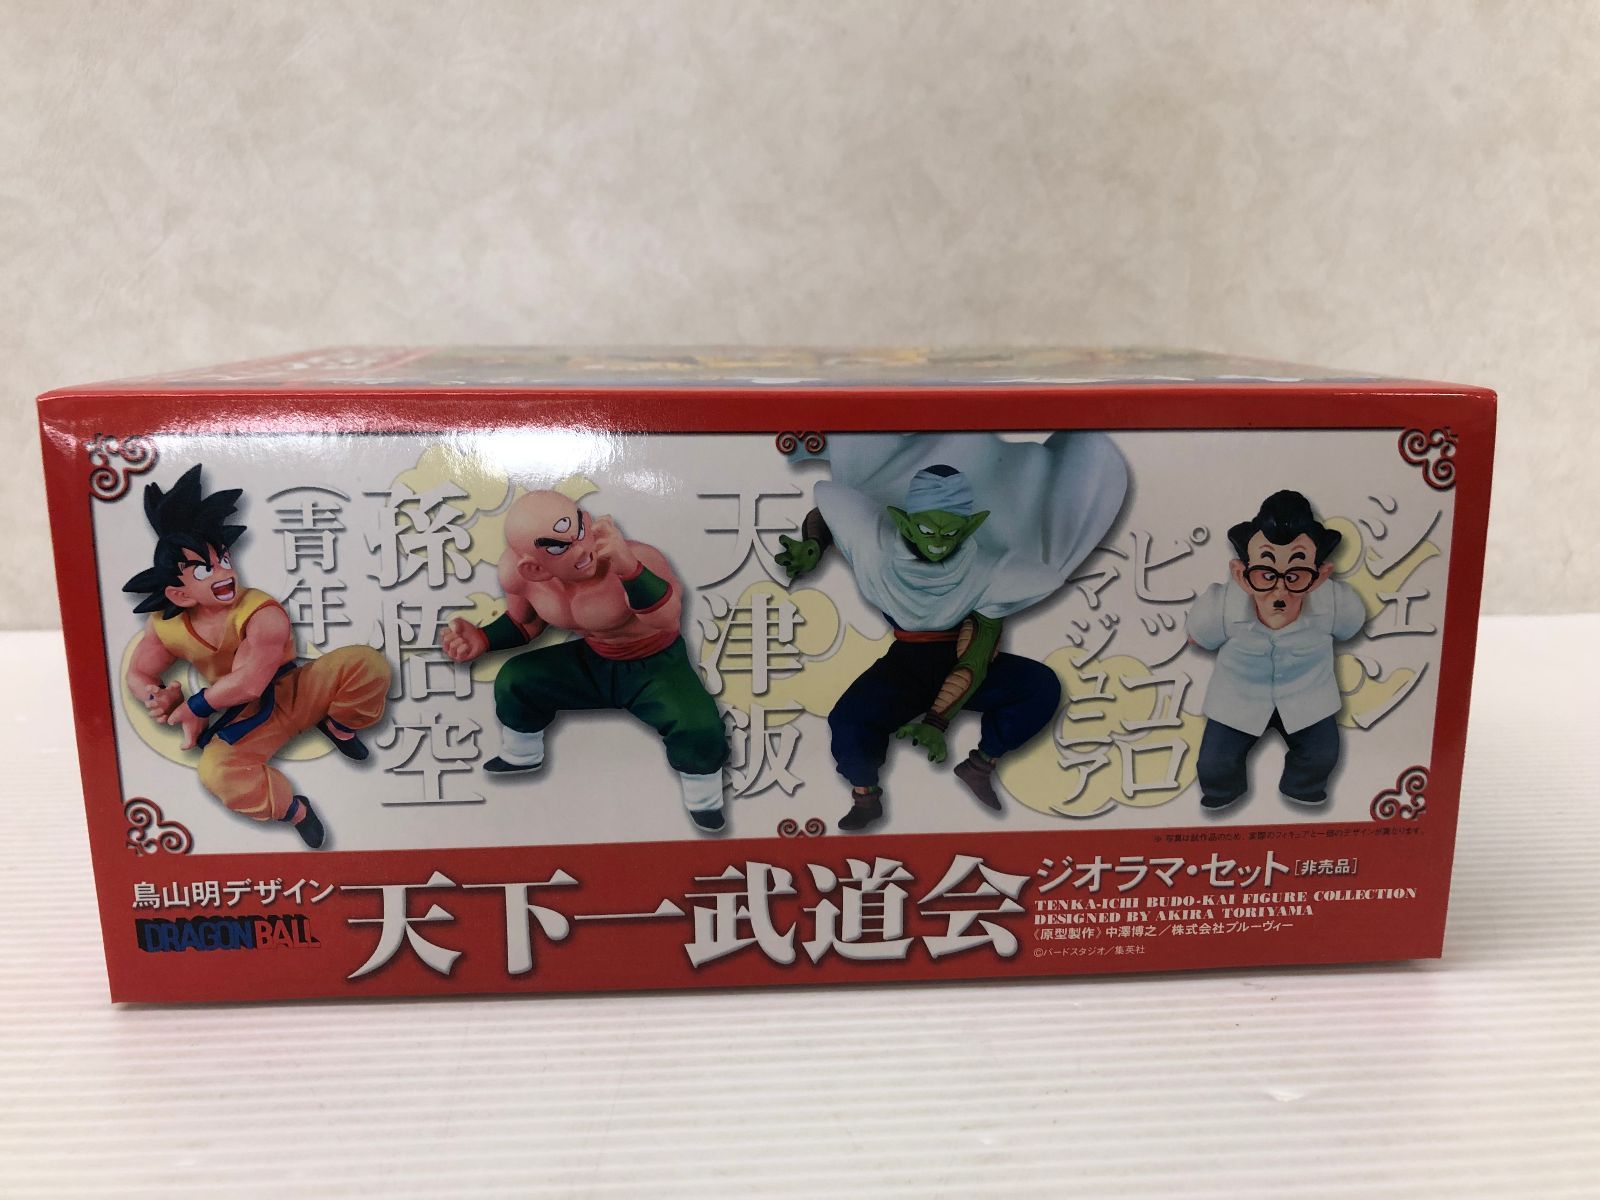 孫悟空
（青年）
天津飯
ピッコロ
（マジュニア）
シェン
※ 写真は試作品のため、実際のフィギュアと一部のデザインが異なります。
鳥山明デザイン
DRAGON BALL
天下一武道会
ジオラマ・セット［非売品］
TENKA-ICHI BUDO-KAI FIGURE COLLECTION
DESIGNED BY AKIRA TORIYAMA
《原型製作》中澤博之／株式会社ブルーヴィー
©バードスタジオ／集英社